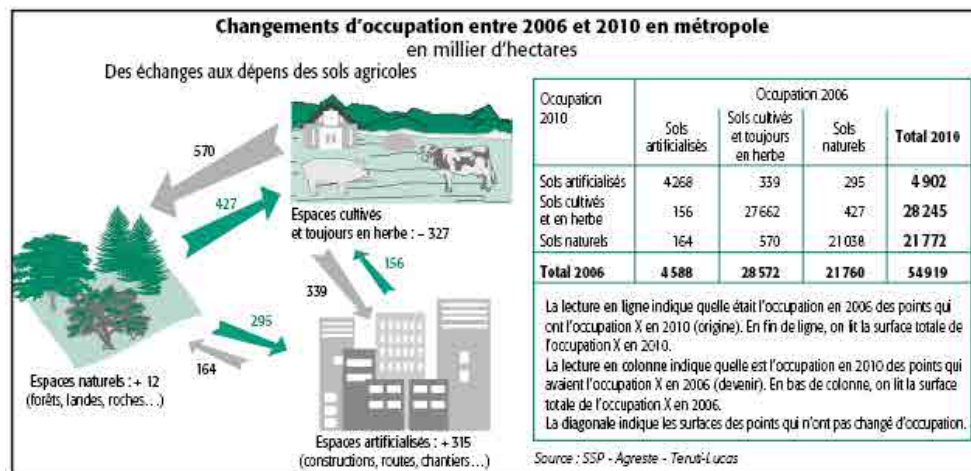 Changements d'occupation entre 2006 et 2010 en métropole
en millier d'hectares
Des échanges aux dépens des sols agricoles
570
427
Espaces cultivés
et toujours en herbe : – 327
339
156
295
164
Espaces naturels : + 12
(forêts, landes, roches…)
Espaces artificialisés : + 315
(constructions, routes, chantiers…)
Occupation
2010
Occupation 2006
Sols
artificialisés
Sols cultivés
et toujours
en herbe
Sols
naturels
Total 2010
Sols artificialisés 4 268 339 295 4 902
Sols cultivés
et en herbe 156 27 662 427 28 245
Sols naturels 164 570 21 038 21 772
Total 2006 4 588 28 572 21 760 54 919
La lecture en ligne indique quelle était l'occupation en 2006 des points qui
ont l'occupation X en 2010 (origine). En fin de ligne, on lit la surface totale de
l'occupation X en 2010.
La lecture en colonne indique quelle est l'occupation en 2010 des points qui
avaient l'occupation X en 2006 (devenir). En bas de colonne, on lit la surface
totale de l'occupation X en 2006.
La diagonale indique les surfaces des points qui n'ont pas changé d'occupation.
Source : SSP - Agreste - Teruti-Lucas